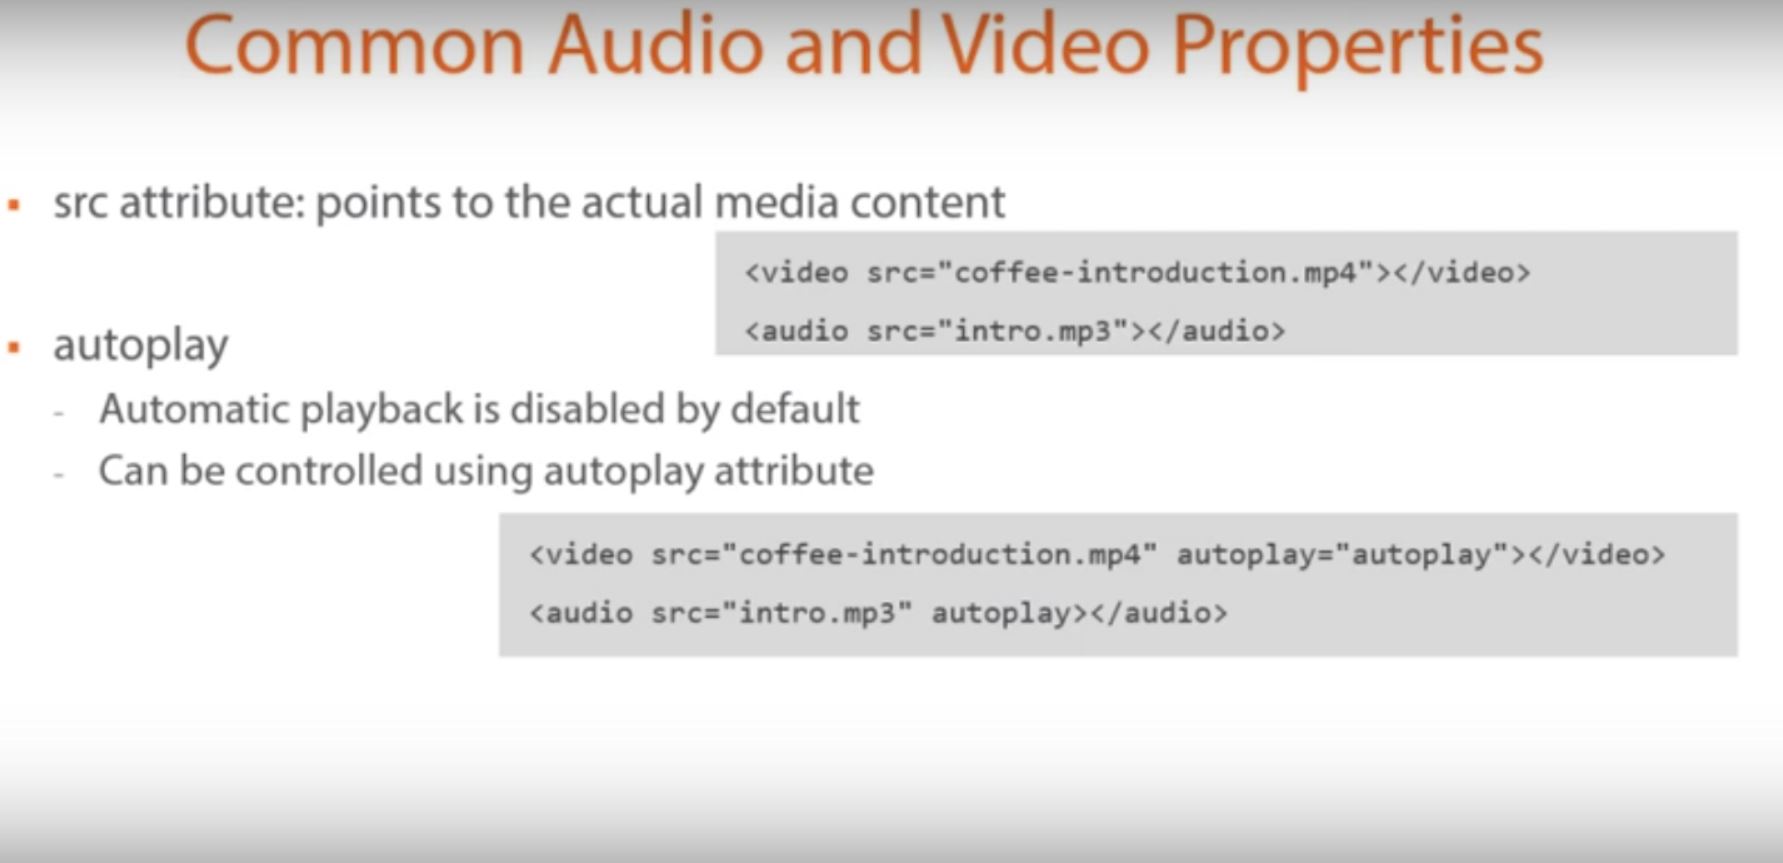 Common Audio and Video Properties
▪ src attribute: points to the actual media content
<video src="coffee-introduction.mp4"></video>
<audio src="intro.mp3"></audio>
▪ autoplay
- Automatic playback is disabled by default
- Can be controlled using autoplay attribute
<video src="coffee-introduction.mp4" autoplay="autoplay"></video>
<audio src="intro.mp3" autoplay></audio>